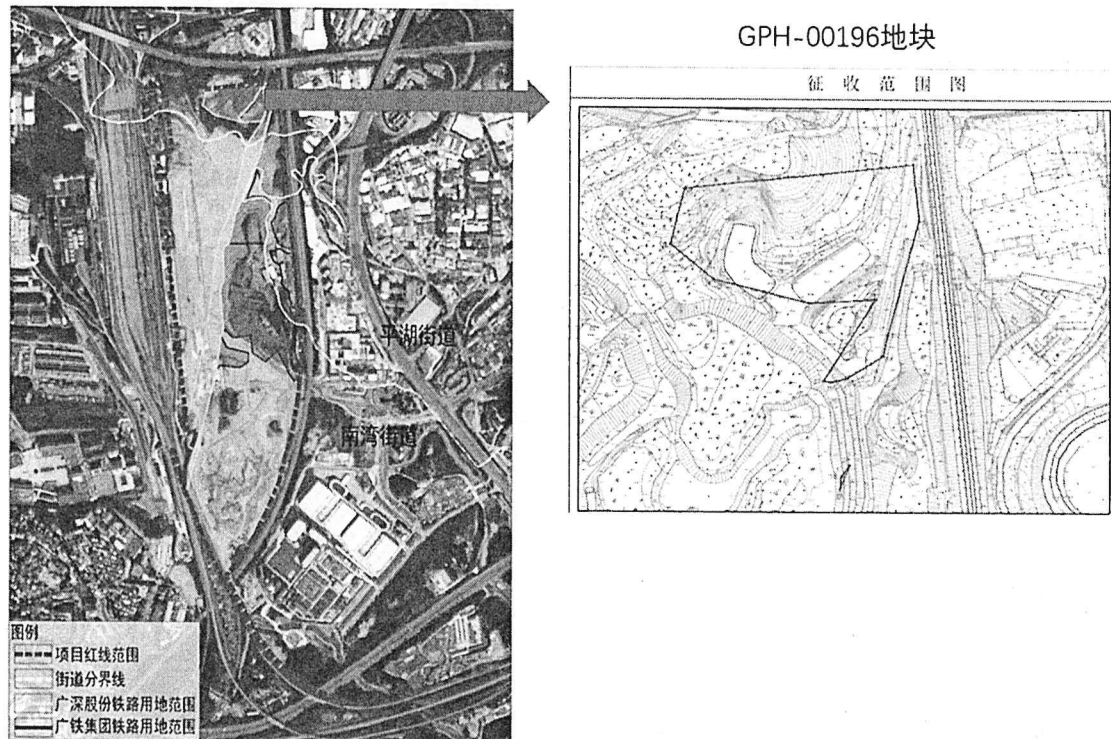 GPH-00196地块
征收范围图
平湖街道
南湾街道
图例
项目红线范围
街道分界线
广深股份铁路用地范围
广铁集团铁路用地范围